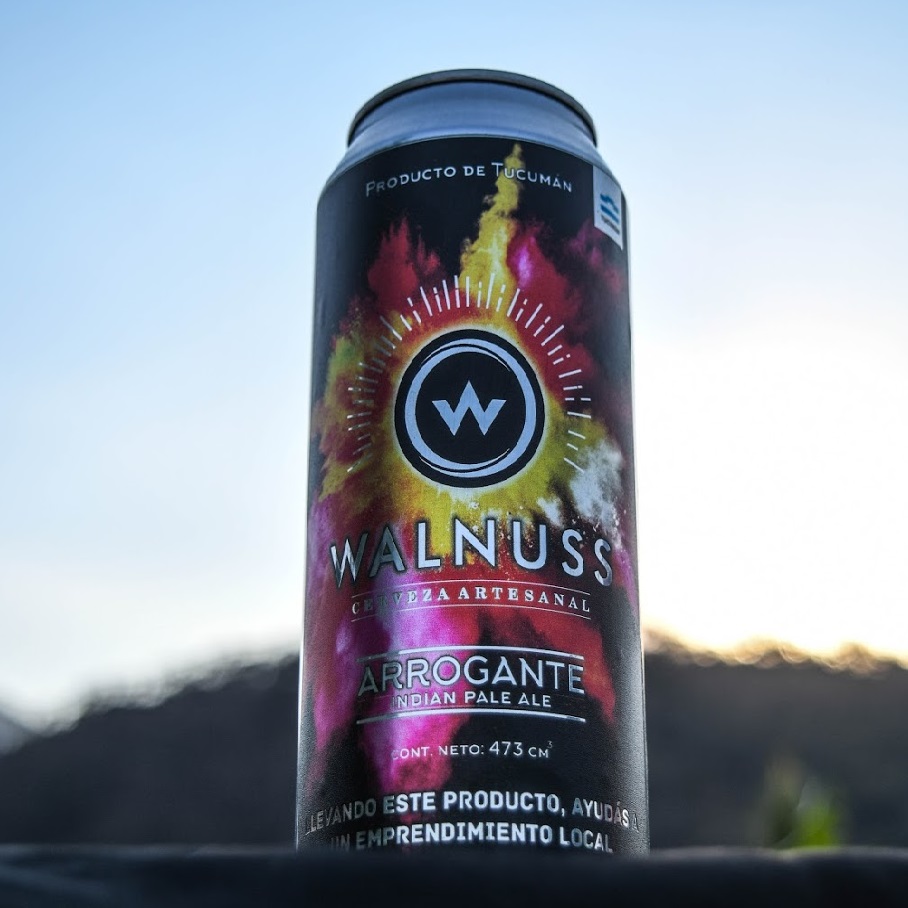 PRODUCTO DE TUCUMÁN
W
WALNUSS
CERVEZA ARTESANAL
ARROGANTE
INDIAN PALE ALE
CONT. NETO: 473 CM³
LLEVANDO ESTE PRODUCTO, AYUDÁS A
UN EMPRENDIMIENTO LOCAL